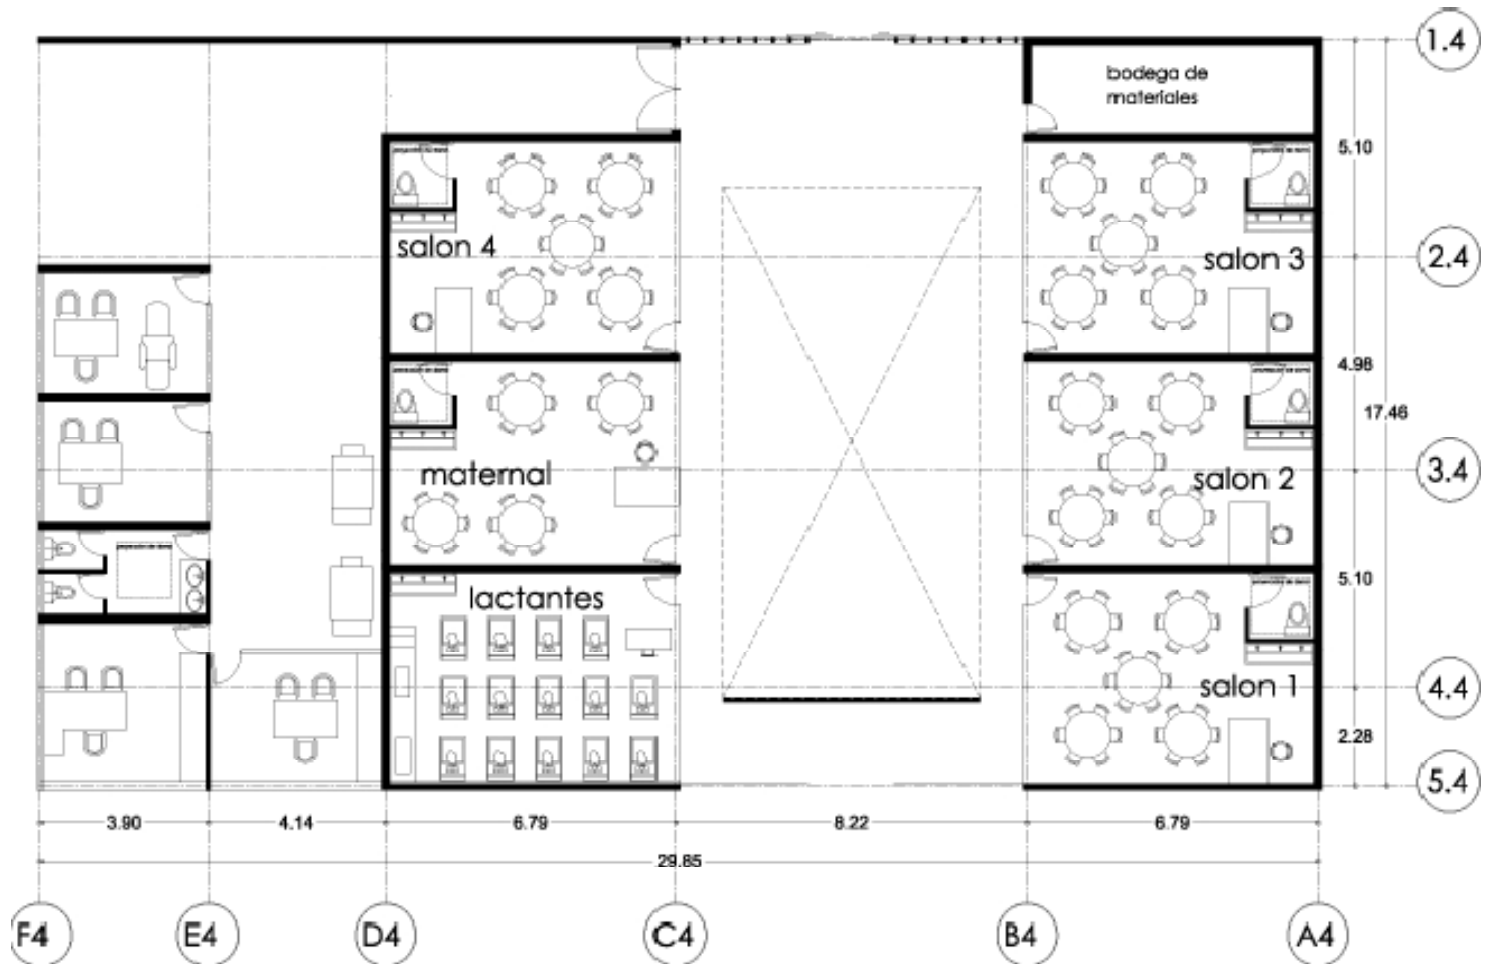 1.4
bodega de
materiales
5.10
salon 4
salon 3
2.4
4.98
17.46
maternal
salon 2
3.4
lactantes
5.10
salon 1
4.4
2.28
5.4
3.90
4.14
6.79
8.22
6.79
29.85
F4
E4
D4
C4
B4
A4